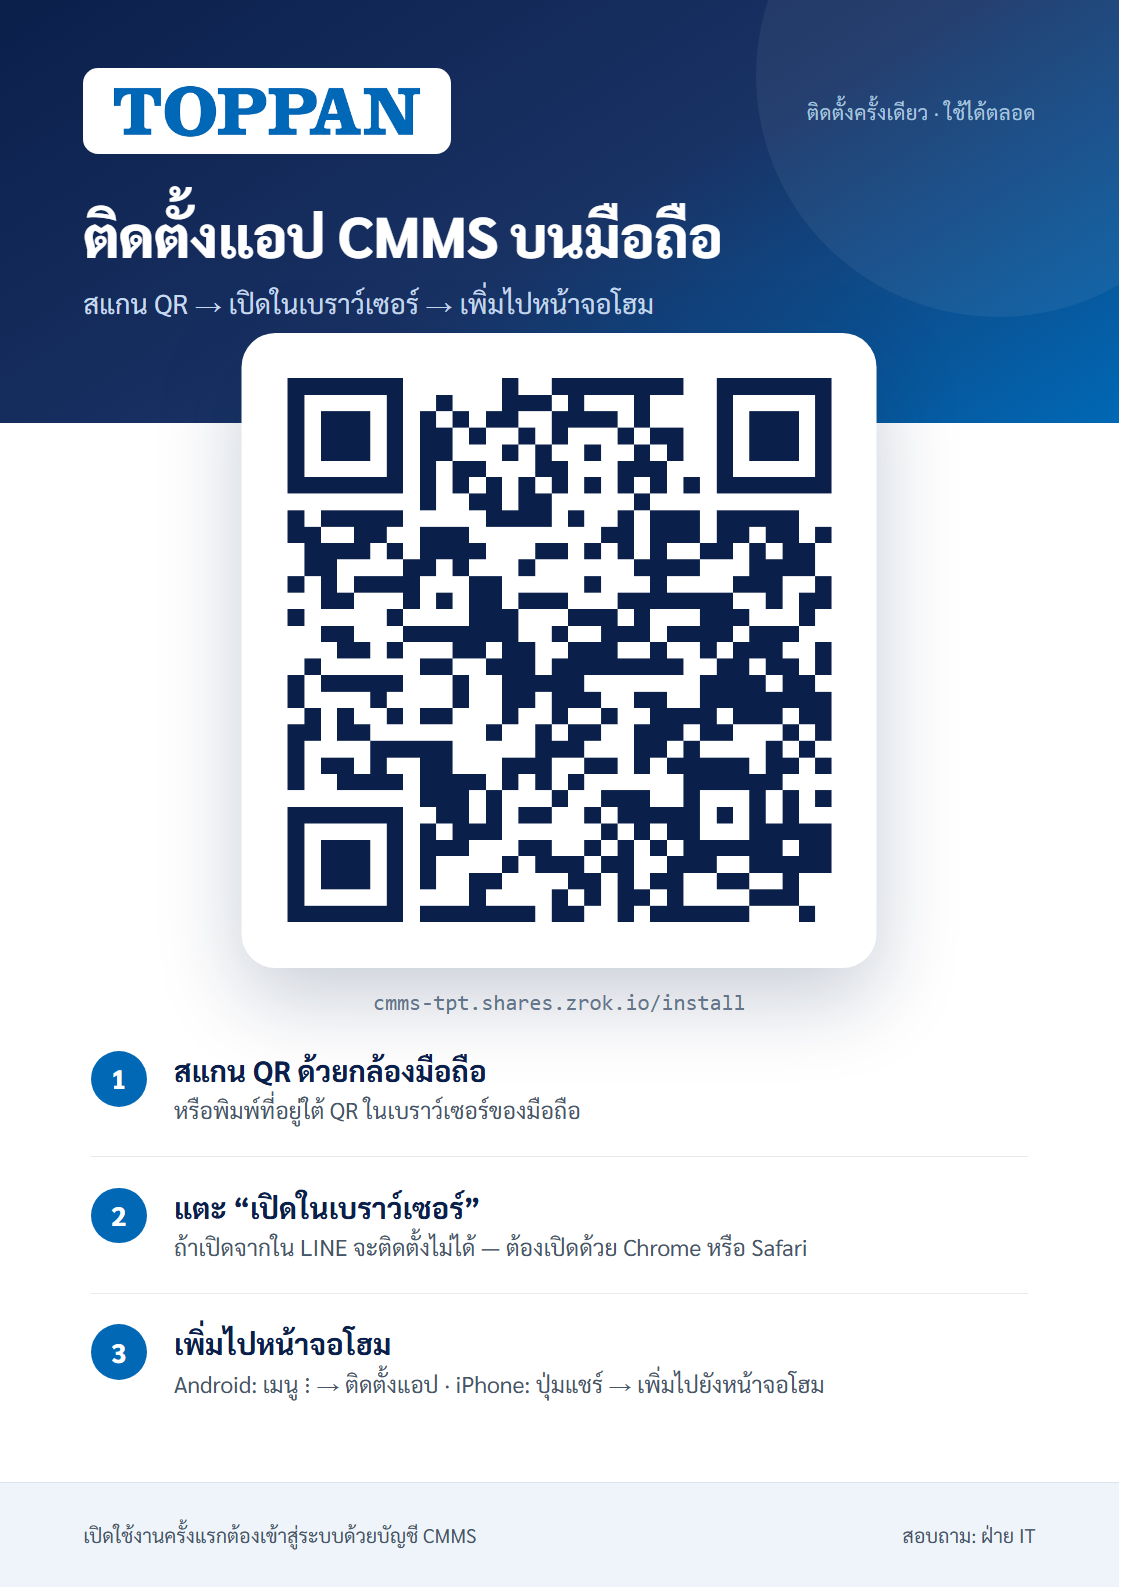 TOPPAN
ติดตั้งครั้งเดียว · ใช้ได้ตลอด
ติดตั้งแอป CMMS บนมือถือ
สแกน QR → เปิดในเบราว์เซอร์ → เพิ่มไปหน้าจอโฮม
cmms-tpt.shares.zrok.io/install
1
สแกน QR ด้วยกล้องมือถือ
หรือพิมพ์ที่อยู่ใต้ QR ในเบราว์เซอร์ของมือถือ
2
แตะ “เปิดในเบราว์เซอร์”
ถ้าเปิดจากใน LINE จะติดตั้งไม่ได้ — ต้องเปิดด้วย Chrome หรือ Safari
3
เพิ่มไปหน้าจอโฮม
Android: เมนู ⋮ → ติดตั้งแอป · iPhone: ปุ่มแชร์ → เพิ่มไปยังหน้าจอโฮม
เปิดใช้งานครั้งแรกต้องเข้าสู่ระบบด้วยบัญชี CMMS
สอบถาม: ฝ่าย IT